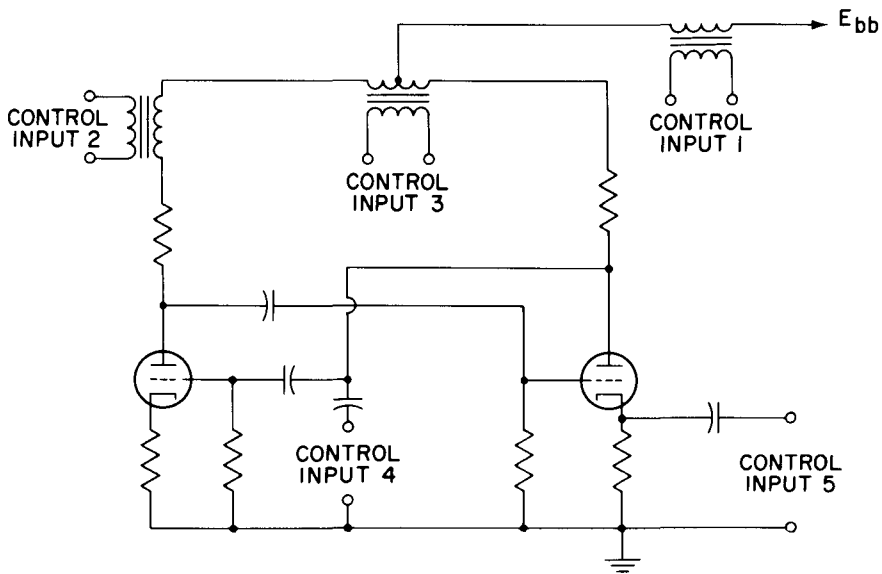 E_bb
CONTROL
INPUT 1
CONTROL
INPUT 2
CONTROL
INPUT 3
CONTROL
INPUT 4
CONTROL
INPUT 5